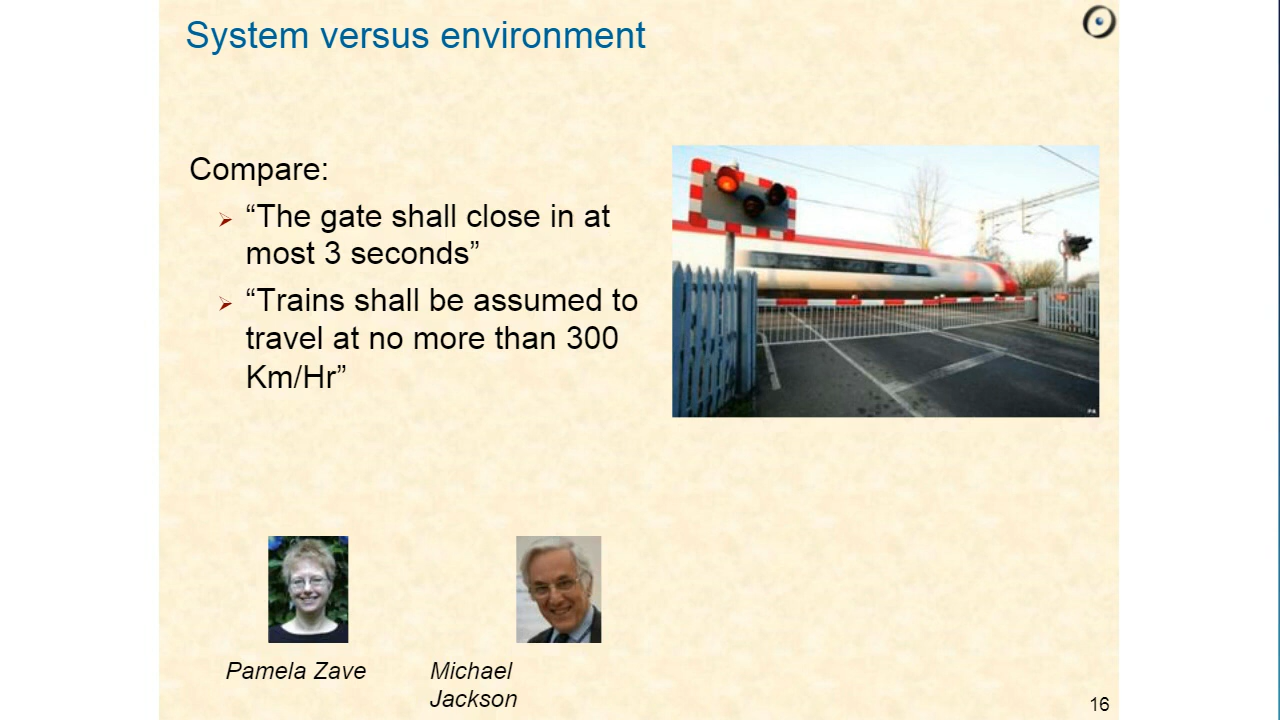 System versus environment
Compare:
“The gate shall close in at
most 3 seconds”
“Trains shall be assumed to
travel at no more than 300
Km/Hr”
PA
Pamela Zave
Michael
Jackson
16